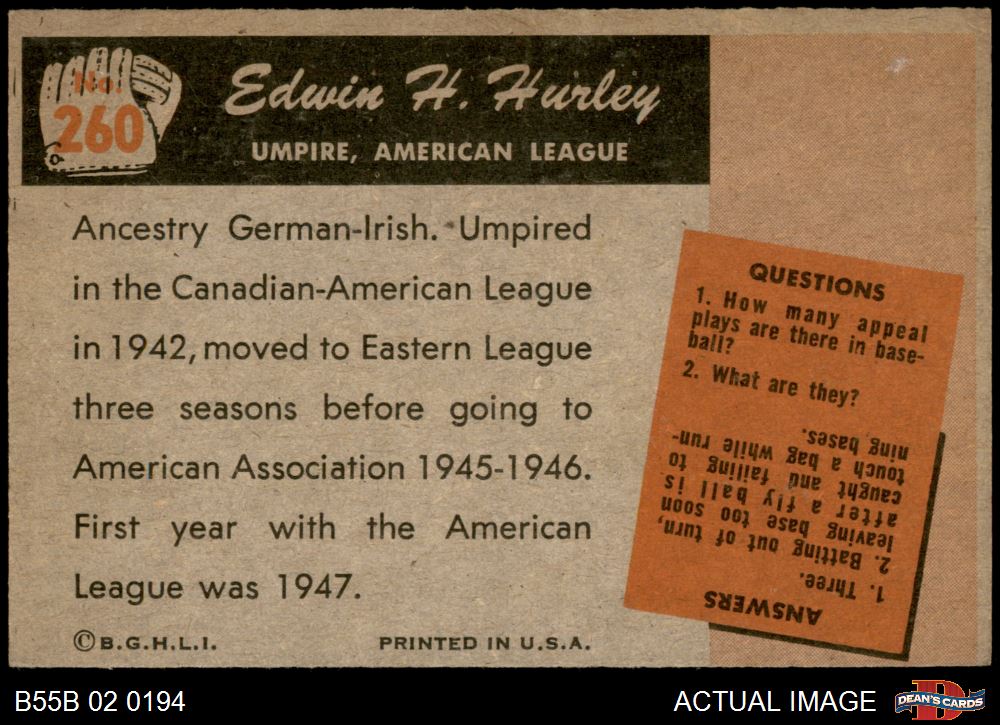 No.
260
Edwin H. Hurley
UMPIRE, AMERICAN LEAGUE
Ancestry German-Irish. Umpired
in the Canadian-American League
in 1942, moved to Eastern League
three seasons before going to
American Association 1945-1946.
First year with the American
League was 1947.
©B.G.H.L.I.
PRINTED IN U.S.A.
QUESTIONS
1. How many appeal
plays are there in base-
ball?
2. What are they?
ANSWERS
1. Three.
2. Batting out of turn,
leaving base too soon
after a fly ball is
caught and failing to
touch a bag while run-
ning bases.
B55B 02 0194
ACTUAL IMAGE
D
DEAN'S CARDS